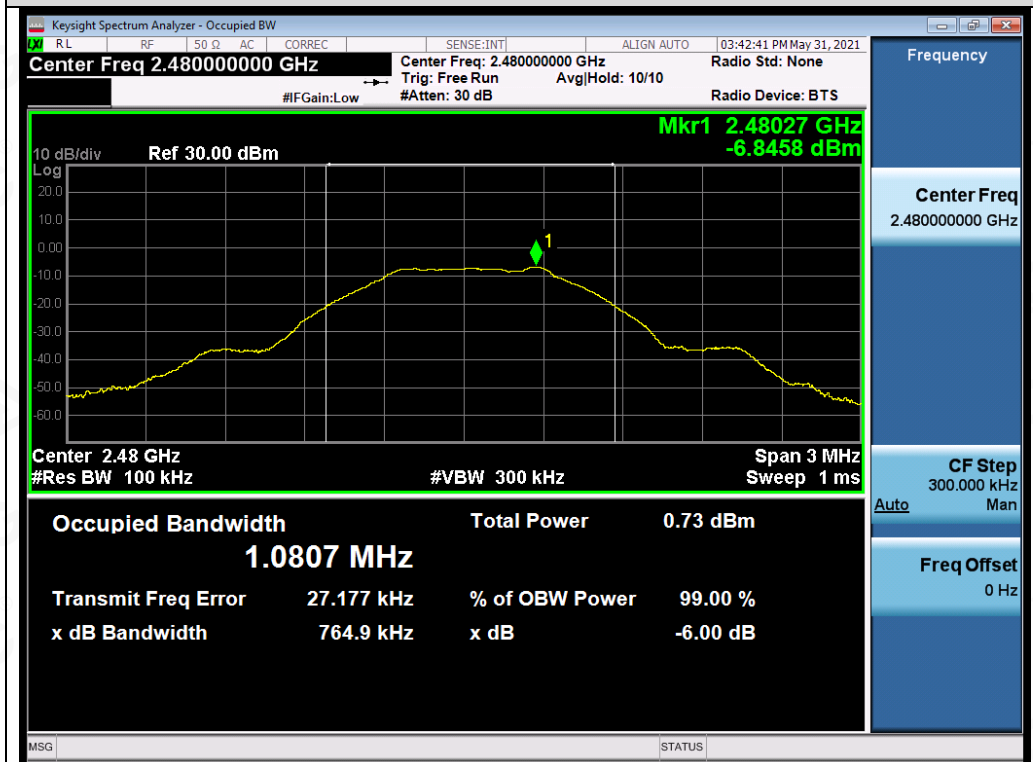 Keysight Spectrum Analyzer - Occupied BW
LXI RL RF 50 Ω AC CORREC SENSE:INT ALIGN AUTO 03:42:41 PM May 31, 2021
Center Freq 2.480000000 GHz
Center Freq: 2.480000000 GHz Radio Std: None
Trig: Free Run Avg|Hold: 10/10
#IFGain:Low #Atten: 30 dB Radio Device: BTS
Frequency
Mkr1 2.48027 GHz
-6.8458 dBm
10 dB/div Ref 30.00 dBm
Log
20.0
10.0
0.00
-10.0
-20.0
-30.0
-40.0
-50.0
-60.0
1
Center 2.48 GHz Span 3 MHz
#Res BW 100 kHz #VBW 300 kHz Sweep 1 ms
Center Freq
2.480000000 GHz
CF Step
300.000 kHz
Auto Man
Freq Offset
0 Hz
Occupied Bandwidth Total Power 0.73 dBm
1.0807 MHz
Transmit Freq Error 27.177 kHz % of OBW Power 99.00 %
x dB Bandwidth 764.9 kHz x dB -6.00 dB
MSG STATUS